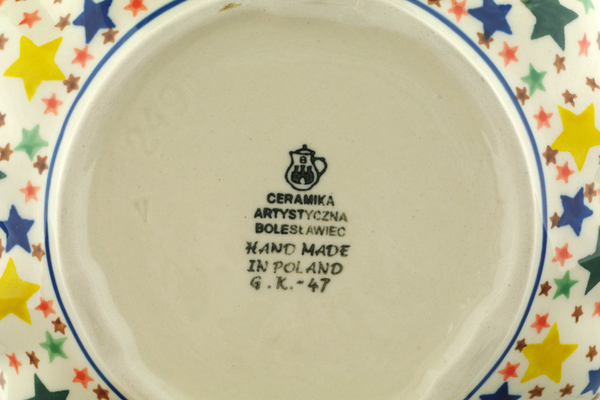 B
CERAMIKA
ARTYSTYCZNA
BOLESŁAWIEC
HAND MADE
IN POLAND
G.K.-47